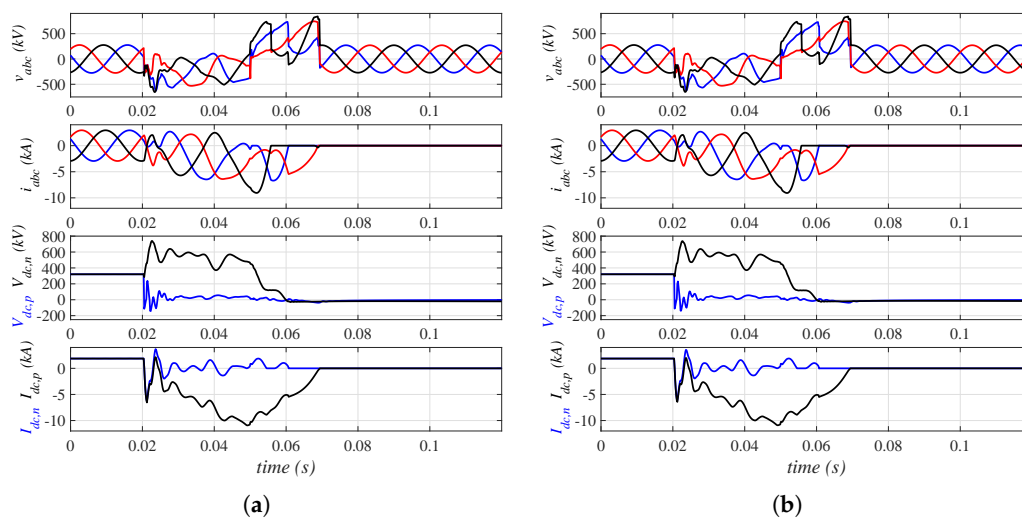 v_abc (kV)
500
0
-500
0 0.02 0.04 0.06 0.08 0.1
i_abc (kA)
0
-5
-10
0 0.02 0.04 0.06 0.08 0.1
V_dc,p V_dc,n (kV)
800
600
400
200
0
-200
0 0.02 0.04 0.06 0.08 0.1
I_dc,n I_dc,p (kA)
0
-5
-10
0 0.02 0.04 0.06 0.08 0.1
time (s)
(a)
v_abc (kV)
500
0
-500
0 0.02 0.04 0.06 0.08 0.1
i_abc (kA)
0
-5
-10
0 0.02 0.04 0.06 0.08 0.1
V_dc,p V_dc,n (kV)
800
600
400
200
0
-200
0 0.02 0.04 0.06 0.08 0.1
I_dc,n I_dc,p (kA)
0
-5
-10
0 0.02 0.04 0.06 0.08 0.1
time (s)
(b)